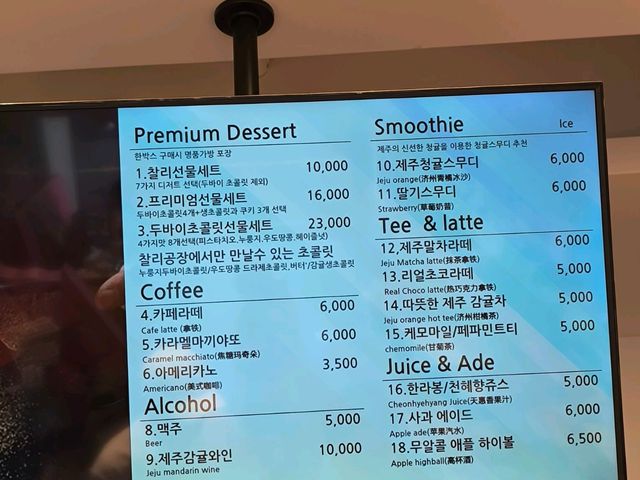 Premium Dessert
한박스 구매시 명품가방 포장
1.찰리선물세트 10,000
7가지 디저트 선택(두바이 초콜릿 제외)
2.프리미엄선물세트 16,000
두바이초콜릿4개+생초콜릿과 쿠키 3개 선택
3.두바이초콜릿선물세트 23,000
4가지맛 8개선택(피스타치오,누룽지,우도땅콩,헤이즐넛)
찰리공장에서만 만날수 있는 초콜릿
누룽지두바이초콜릿/우도땅콩 드라제초콜릿,버터'/감귤생초콜릿
Coffee
4.카페라떼 6,000
Cafe latte (拿铁)
5.카라멜마끼야또 6,000
Caramel macchiato(焦糖玛奇朵)
6.아메리카노 3,500
Americano(美式咖啡)
Alcohol
8.맥주 5,000
Beer
9.제주감귤와인 10,000
Jeju mandarin wine
Smoothie Ice
제주의 신선한 청귤을 이용한 청귤스무디 추천
10.제주청귤스무디 6,000
Jeju orange(济州青橘冰沙)
11.딸기스무디 6,000
Strawberry(草莓奶昔)
Tee & latte
12.제주말차라떼 6,000
Jeju Matcha latte(抹茶拿铁)
13.리얼초코라떼 5,000
Real Choco latte(热巧克力拿铁)
14.따뜻한 제주 감귤차 5,000
Jeju orange hot tee(济州柑橘茶)
15.케모마일/페파민트티 5,000
chemomile(甘菊茶)
Juice & Ade
16.한라봉/천혜향쥬스 5,000
Cheonhyehyang Juice(天惠香果汁)
17.사과 에이드 6,000
Apple ade(苹果汽水)
18.무알콜 애플 하이볼 6,500
Apple highball(高杯酒)